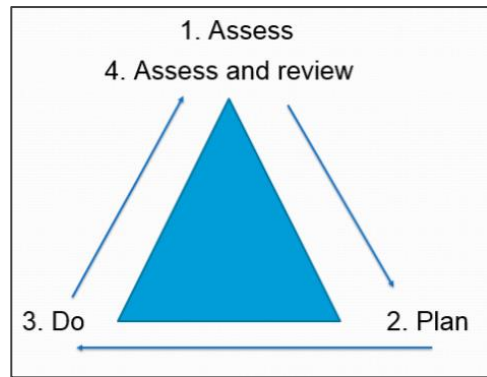 1. Assess
4. Assess and review
3. Do
2. Plan